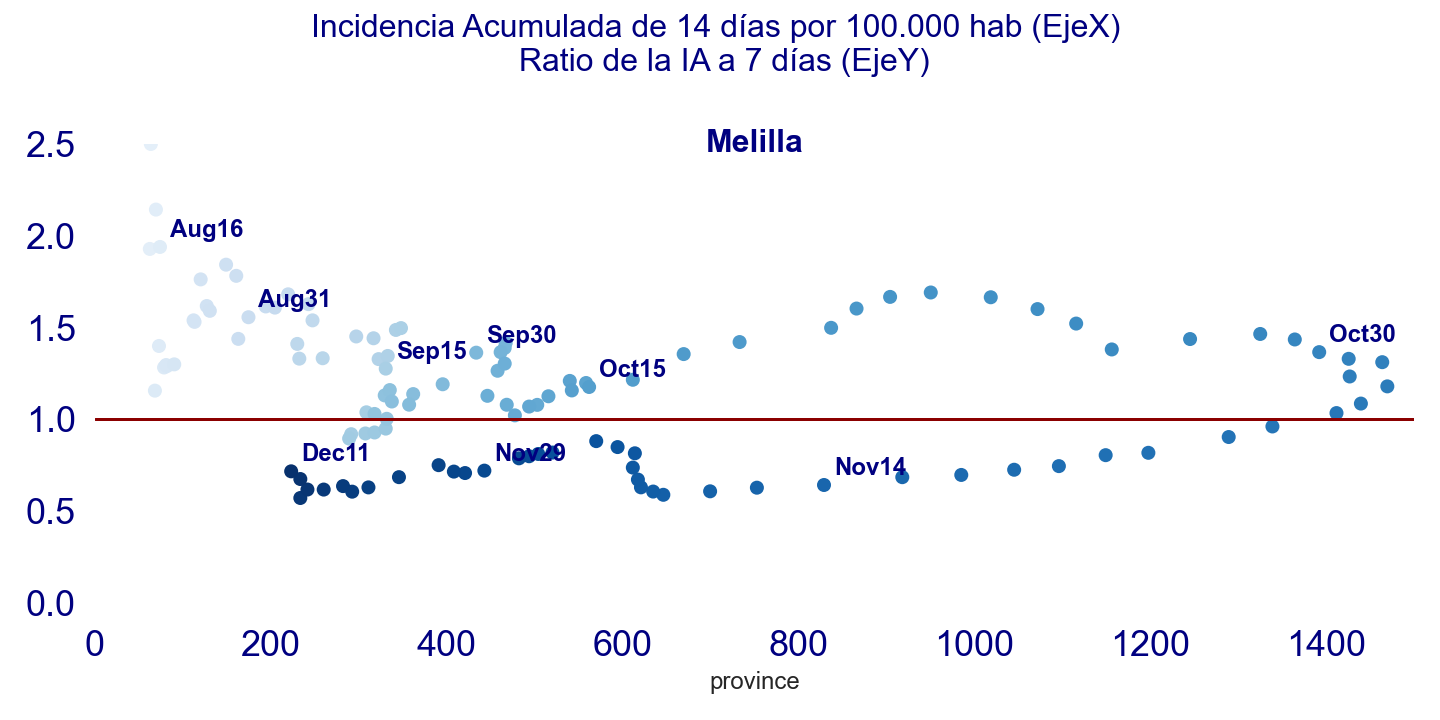 Incidencia Acumulada de 14 días por 100.000 hab (EjeX)
Ratio de la IA a 7 días (EjeY)
Melilla
2.5
2.0
1.5
1.0
0.5
0.0
Aug16
Aug31
Sep15
Sep30
Oct15
Oct30
Dec11
Nov29
Nov14
0 200 400 600 800 1000 1200 1400
province